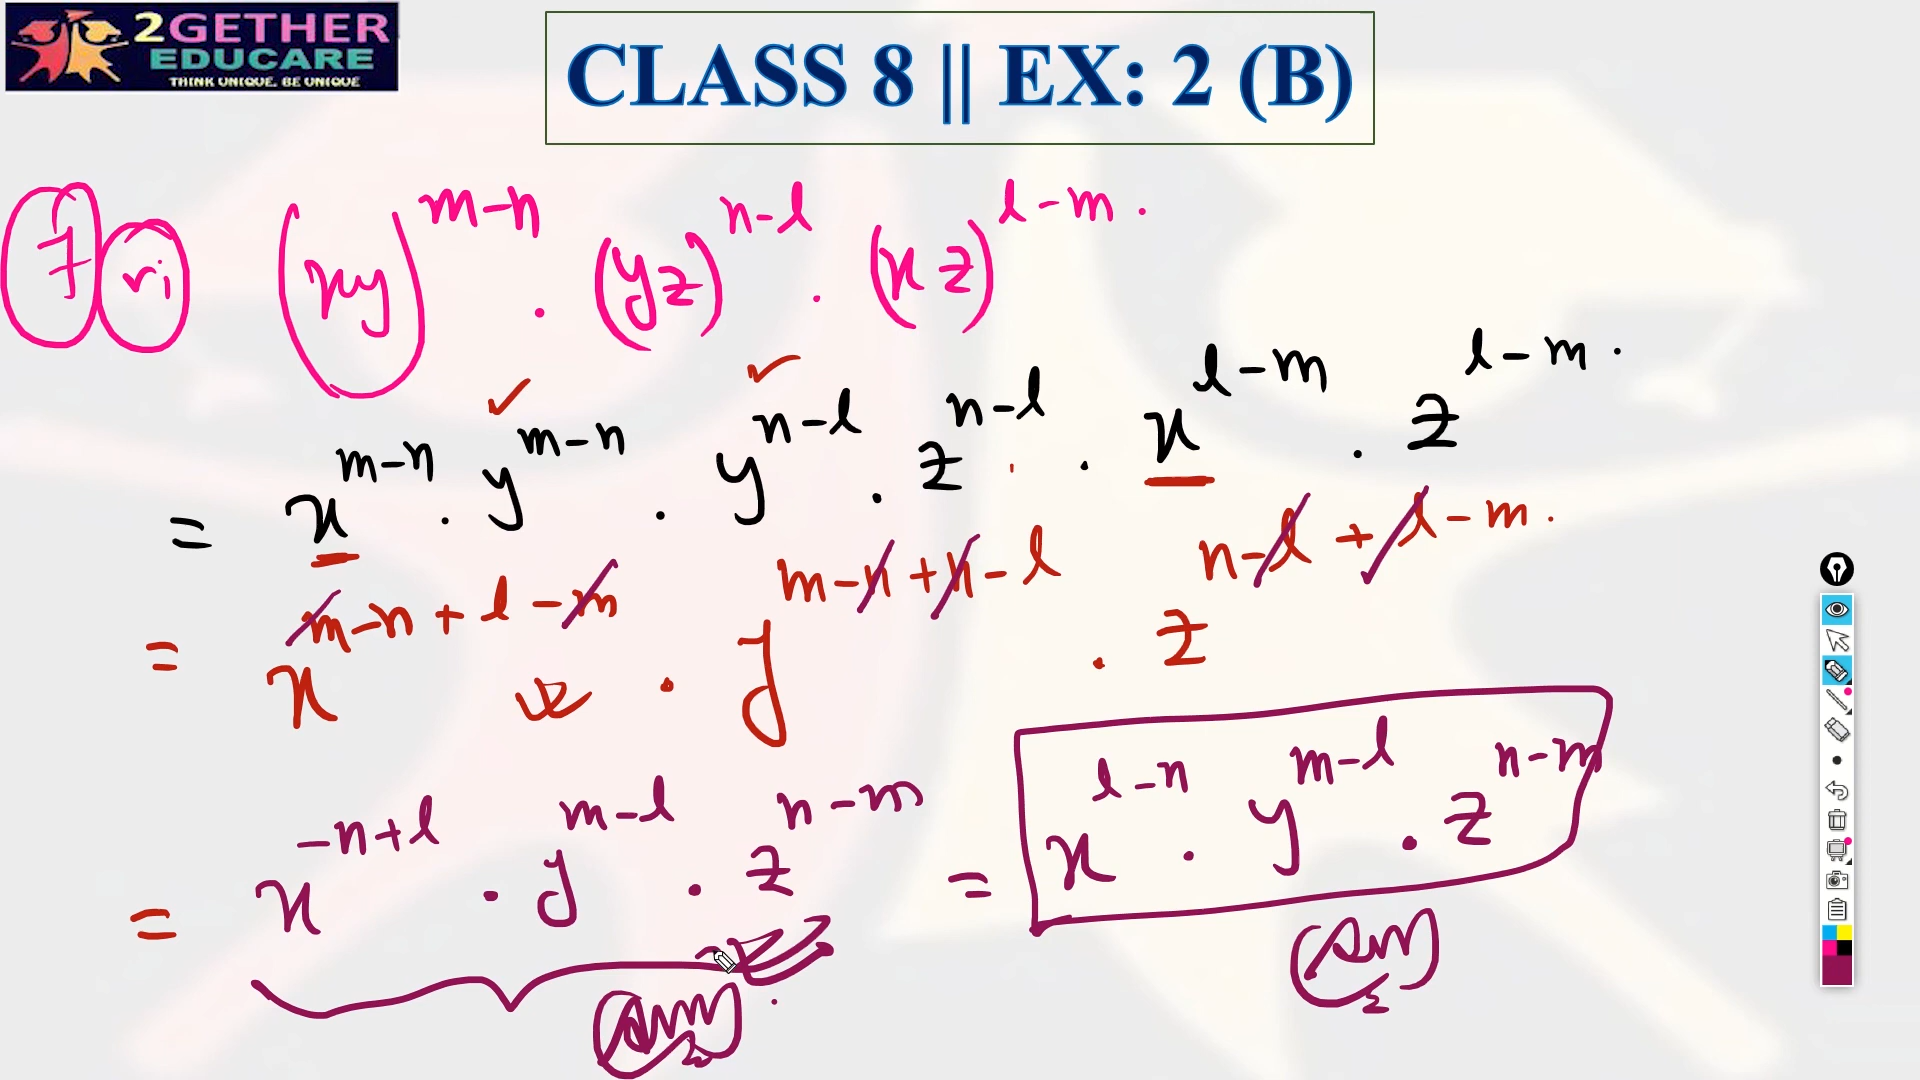 2GETHER
EDUCARE
THINK UNIQUE. BE UNIQUE
CLASS 8 || EX: 2 (B)
7 vi (xy)^{m-n} . (yz)^{n-l} . (xz)^{l-m} .
= x^{m-n} . y^{m-n} . y^{n-l} . z^{n-l} . x^{l-m} . z^{l-m} .
= x^{m-n+l-m} . y^{m-n+n-l} . z^{n-l+l-m} .
= x^{-n+l} . y^{m-l} . z^{n-m} = x^{l-n} . y^{m-l} . z^{n-m}
(Ans) (Ans)